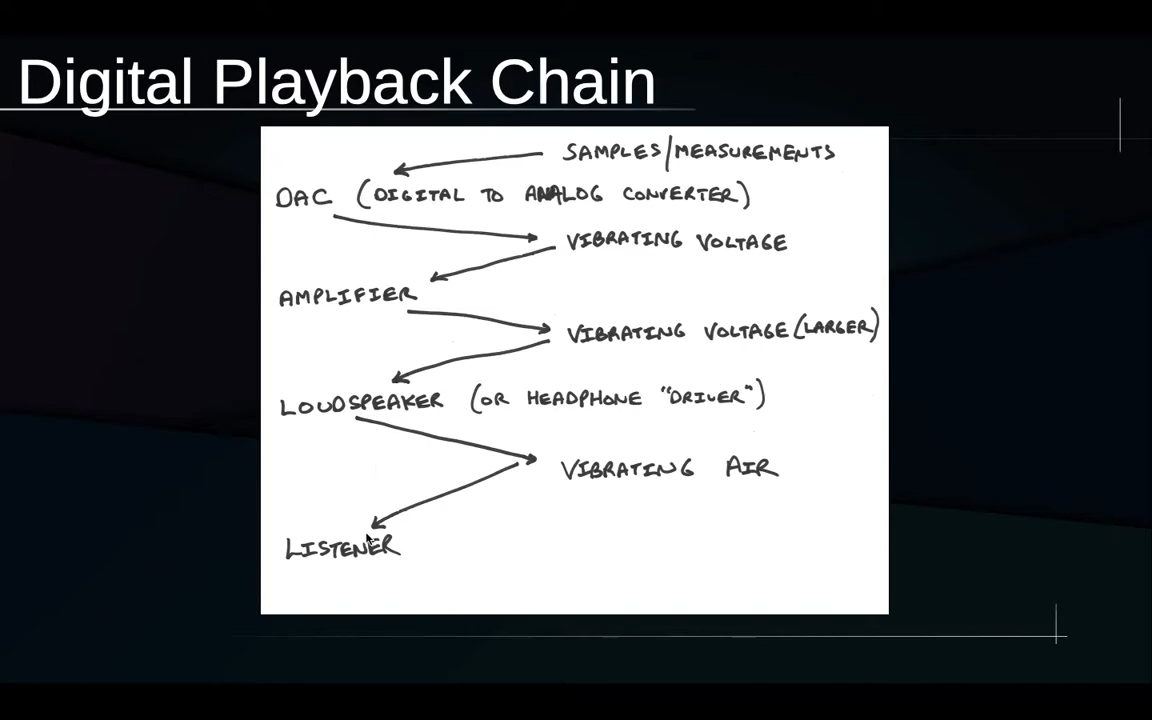 Digital Playback Chain
SAMPLES/MEASUREMENTS
DAC (DIGITAL TO ANALOG CONVERTER)
VIBRATING VOLTAGE
AMPLIFIER
VIBRATING VOLTAGE (LARGER)
LOUDSPEAKER (OR HEADPHONE "DRIVER")
VIBRATING AIR
LISTENER